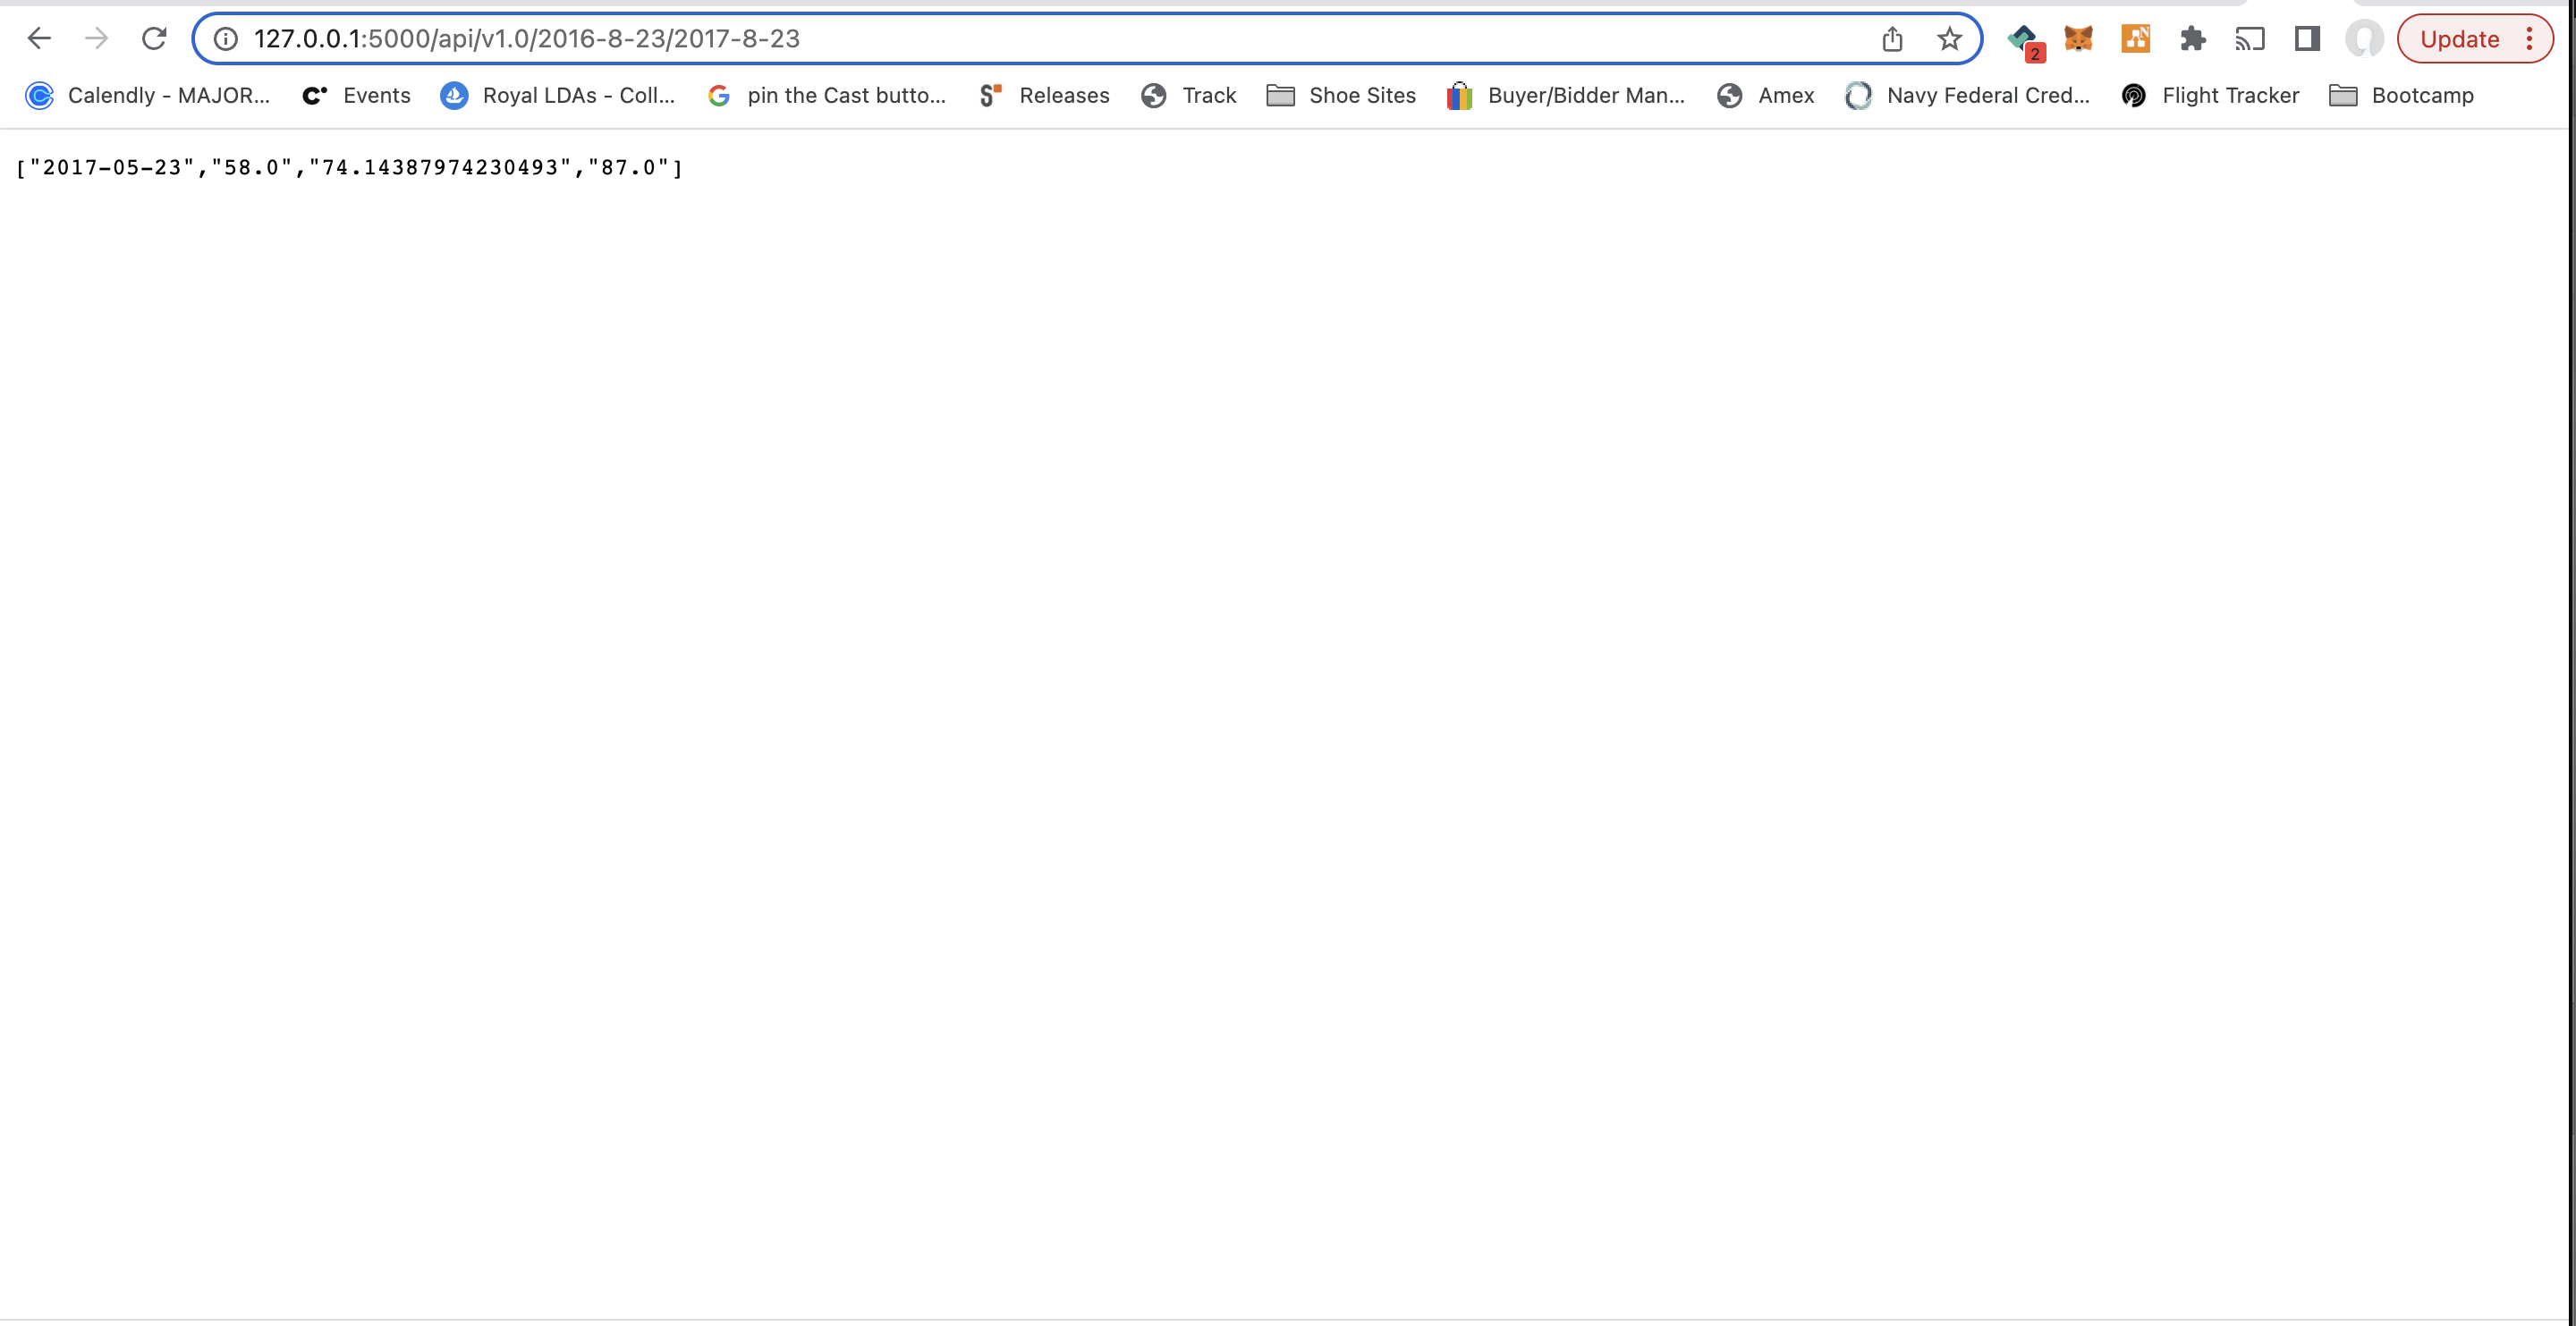 127.0.0.1:5000/api/v1.0/2016-8-23/2017-8-23
2
Update
Calendly - MAJOR... Events Royal LDAs - Coll... pin the Cast butto... Releases Track Shoe Sites Buyer/Bidder Man... Amex Navy Federal Cred... Flight Tracker Bootcamp
["2017-05-23","58.0","74.14387974230493","87.0"]